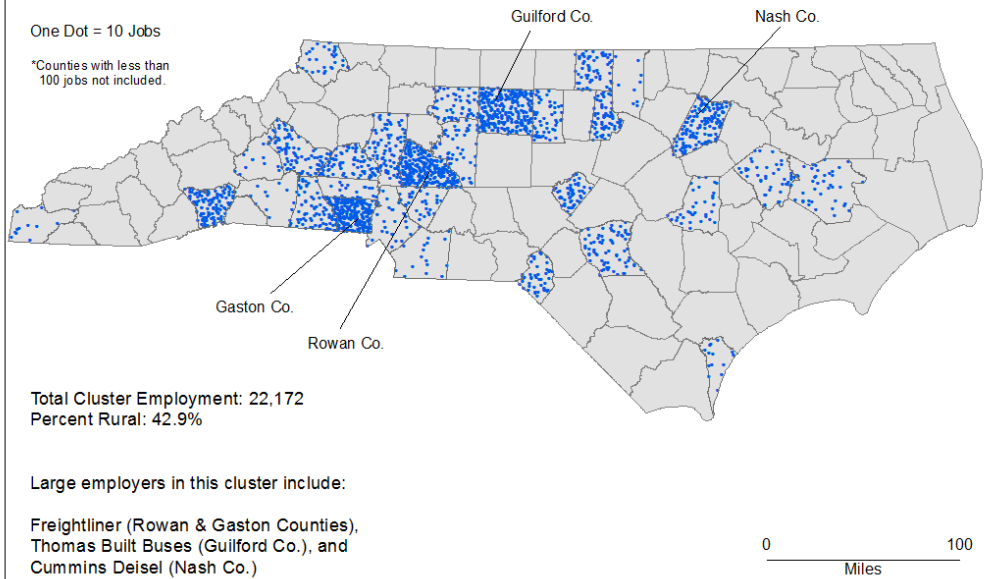 Guilford Co.
Nash Co.
One Dot = 10 Jobs
*Counties with less than
100 jobs not included.
Gaston Co.
Rowan Co.
Total Cluster Employment: 22,172
Percent Rural: 42.9%
Large employers in this cluster include:
Freightliner (Rowan & Gaston Counties),
Thomas Built Buses (Guilford Co.), and
Cummins Deisel (Nash Co.)
0
100
Miles